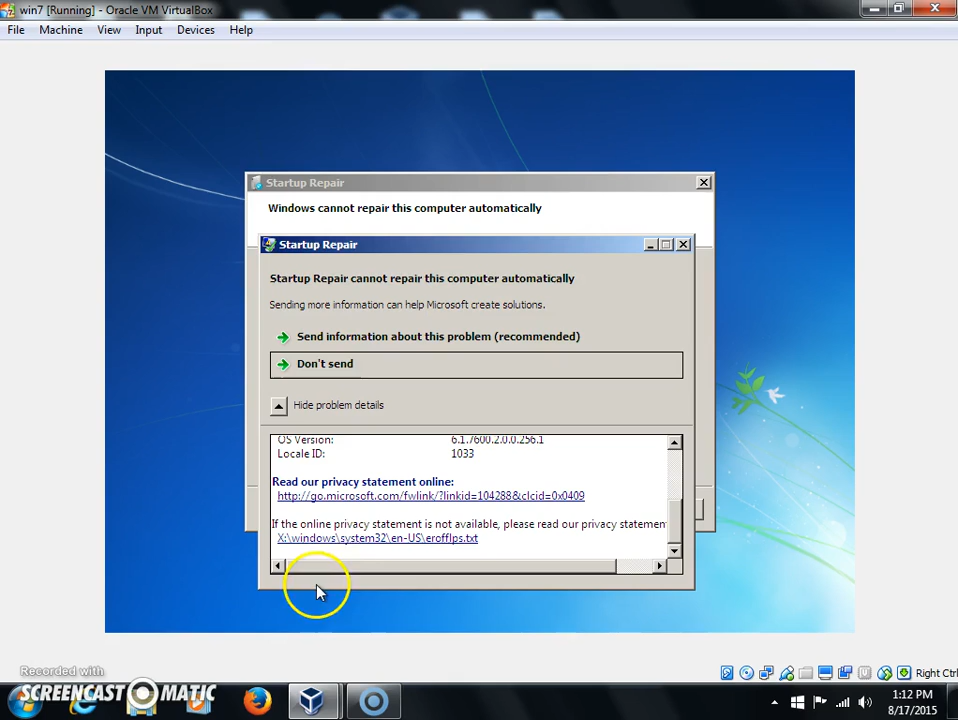 win7 [Running] - Oracle VM VirtualBox
File Machine View Input Devices Help
Startup Repair
Windows cannot repair this computer automatically
Startup Repair
Startup Repair cannot repair this computer automatically
Sending more information can help Microsoft create solutions.
Send information about this problem (recommended)
Don't send
Hide problem details
OS Version: 6.1.7600.2.0.0.256.1
Locale ID: 1033
Read our privacy statement online:
http://go.microsoft.com/fwlink/?linkid=104288&clcid=0x0409
If the online privacy statement is not available, please read our privacy statement
X:\windows\system32\en-US\erofflps.txt
Right Ctrl
Recorded with
SCREENCAST MATIC
1:12 PM
8/17/2015